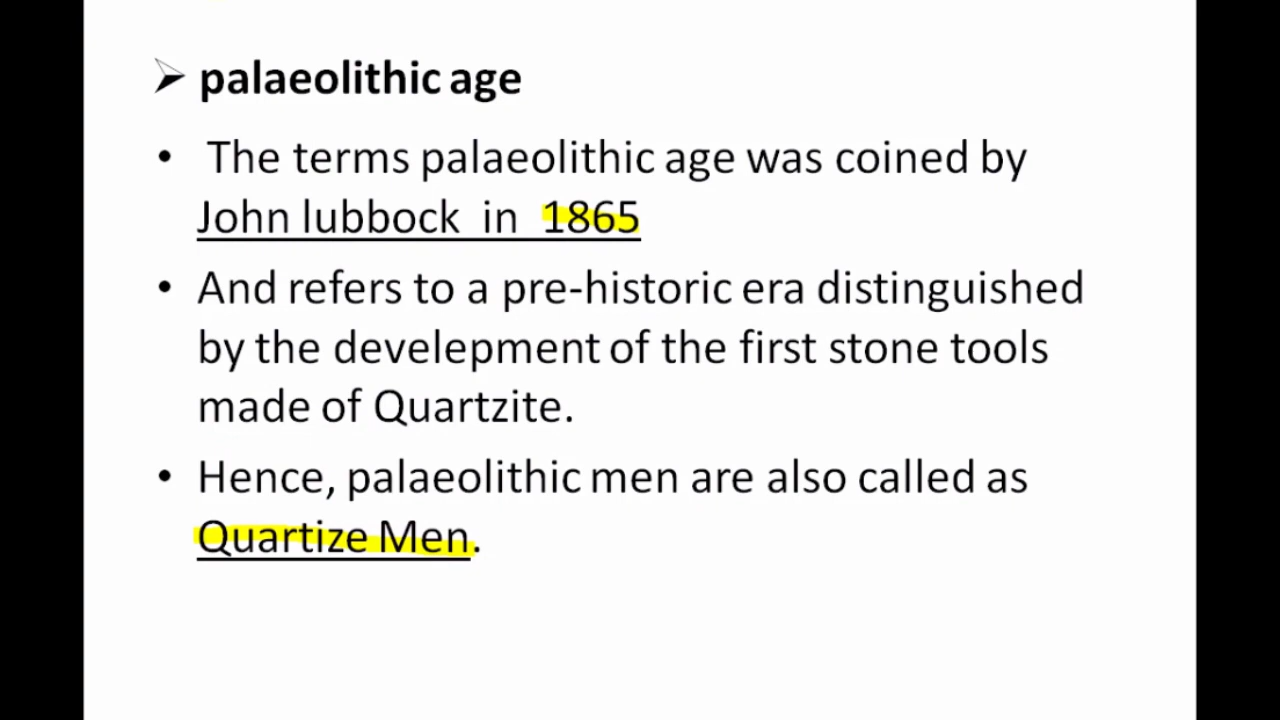 ➢ palaeolithic age
• The terms palaeolithic age was coined by
John lubbock in 1865
• And refers to a pre-historic era distinguished
by the develepment of the first stone tools
made of Quartzite.
• Hence, palaeolithic men are also called as
Quartize Men.